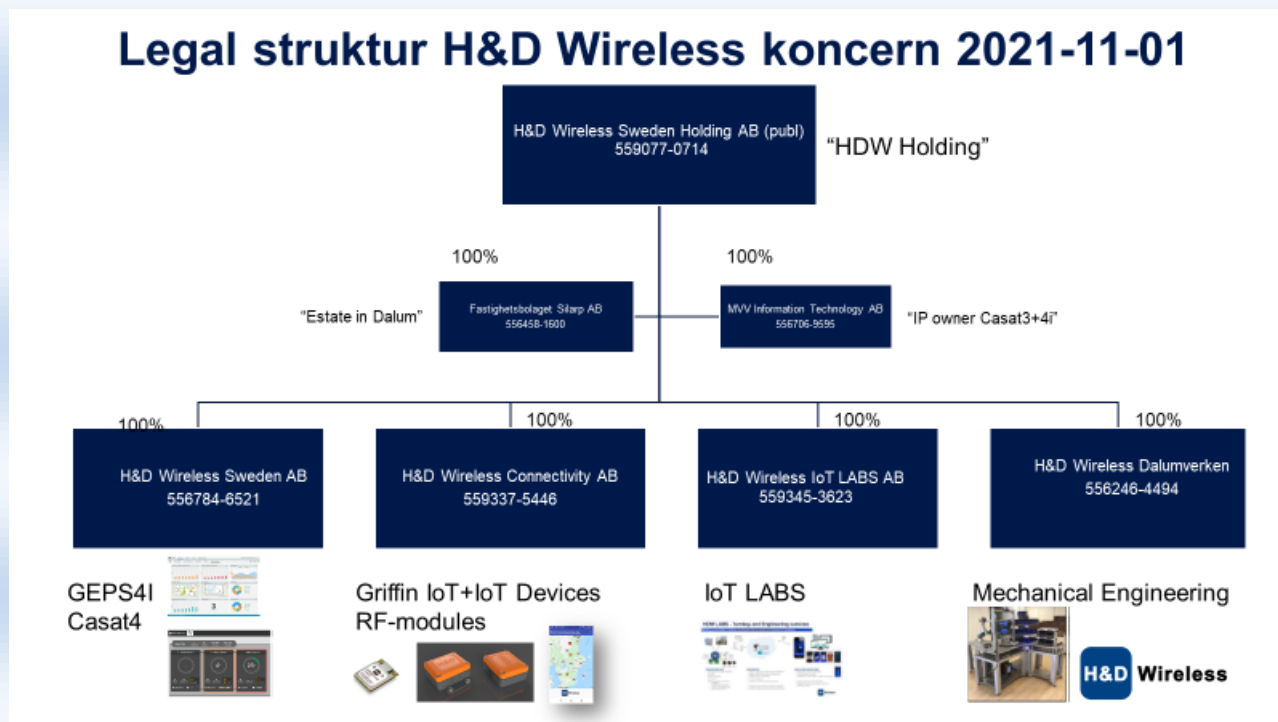 Legal struktur H&D Wireless koncern 2021-11-01
H&D Wireless Sweden Holding AB (publ)
559077-0714
“HDW Holding”
100%
100%
“Estate in Dalum”
Fastighetsbolaget Silarp AB
556458-1600
MVV Information Technology AB
556706-9595
“IP owner Casat3+4i”
100%
100%
100%
100%
H&D Wireless Sweden AB
556784-6521
H&D Wireless Connectivity AB
559337-5446
H&D Wireless IoT LABS AB
559345-3623
H&D Wireless Dalumverken
556246-4494
GEPS4I
Casat4
Griffin IoT+IoT Devices
RF-modules
IoT LABS
Mechanical Engineering
H&D Wireless